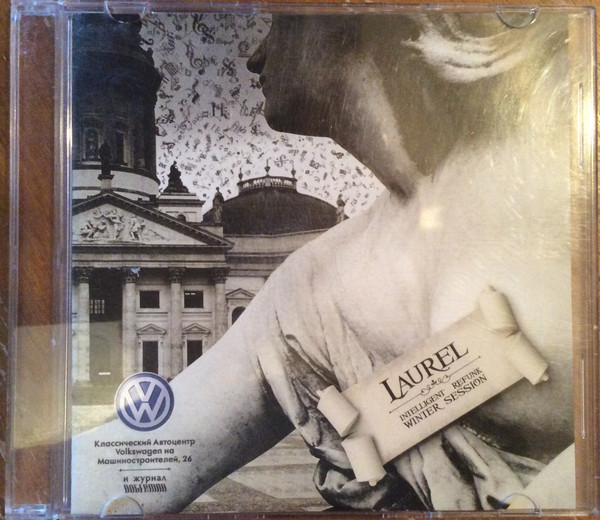 LAUREL
INTELLIGENT REFUNK
WINTER SESSION
Классический Автоцентр
Volkswagen на
Машиностроителей, 26
и журнал